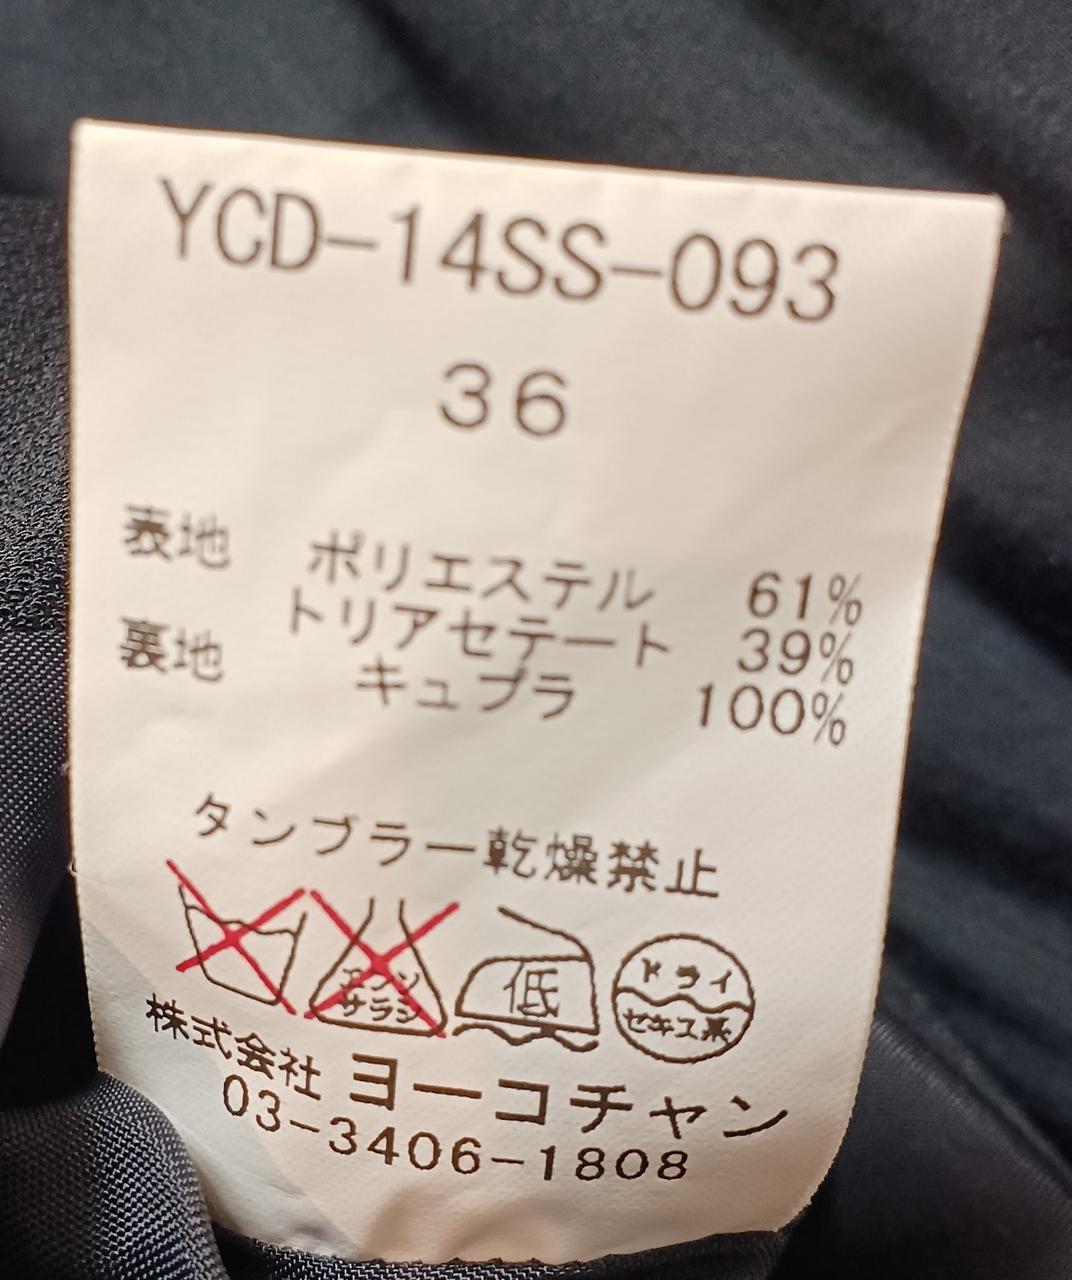 YCD-14SS-093
36
表地 ポリエステル 61%
トリアセテート 39%
裏地 キュプラ 100%
タンブラー乾燥禁止
エンソ
サラシ
低
ドライ
セキユ系
株式会社 ヨーコチャン
03-3406-1808